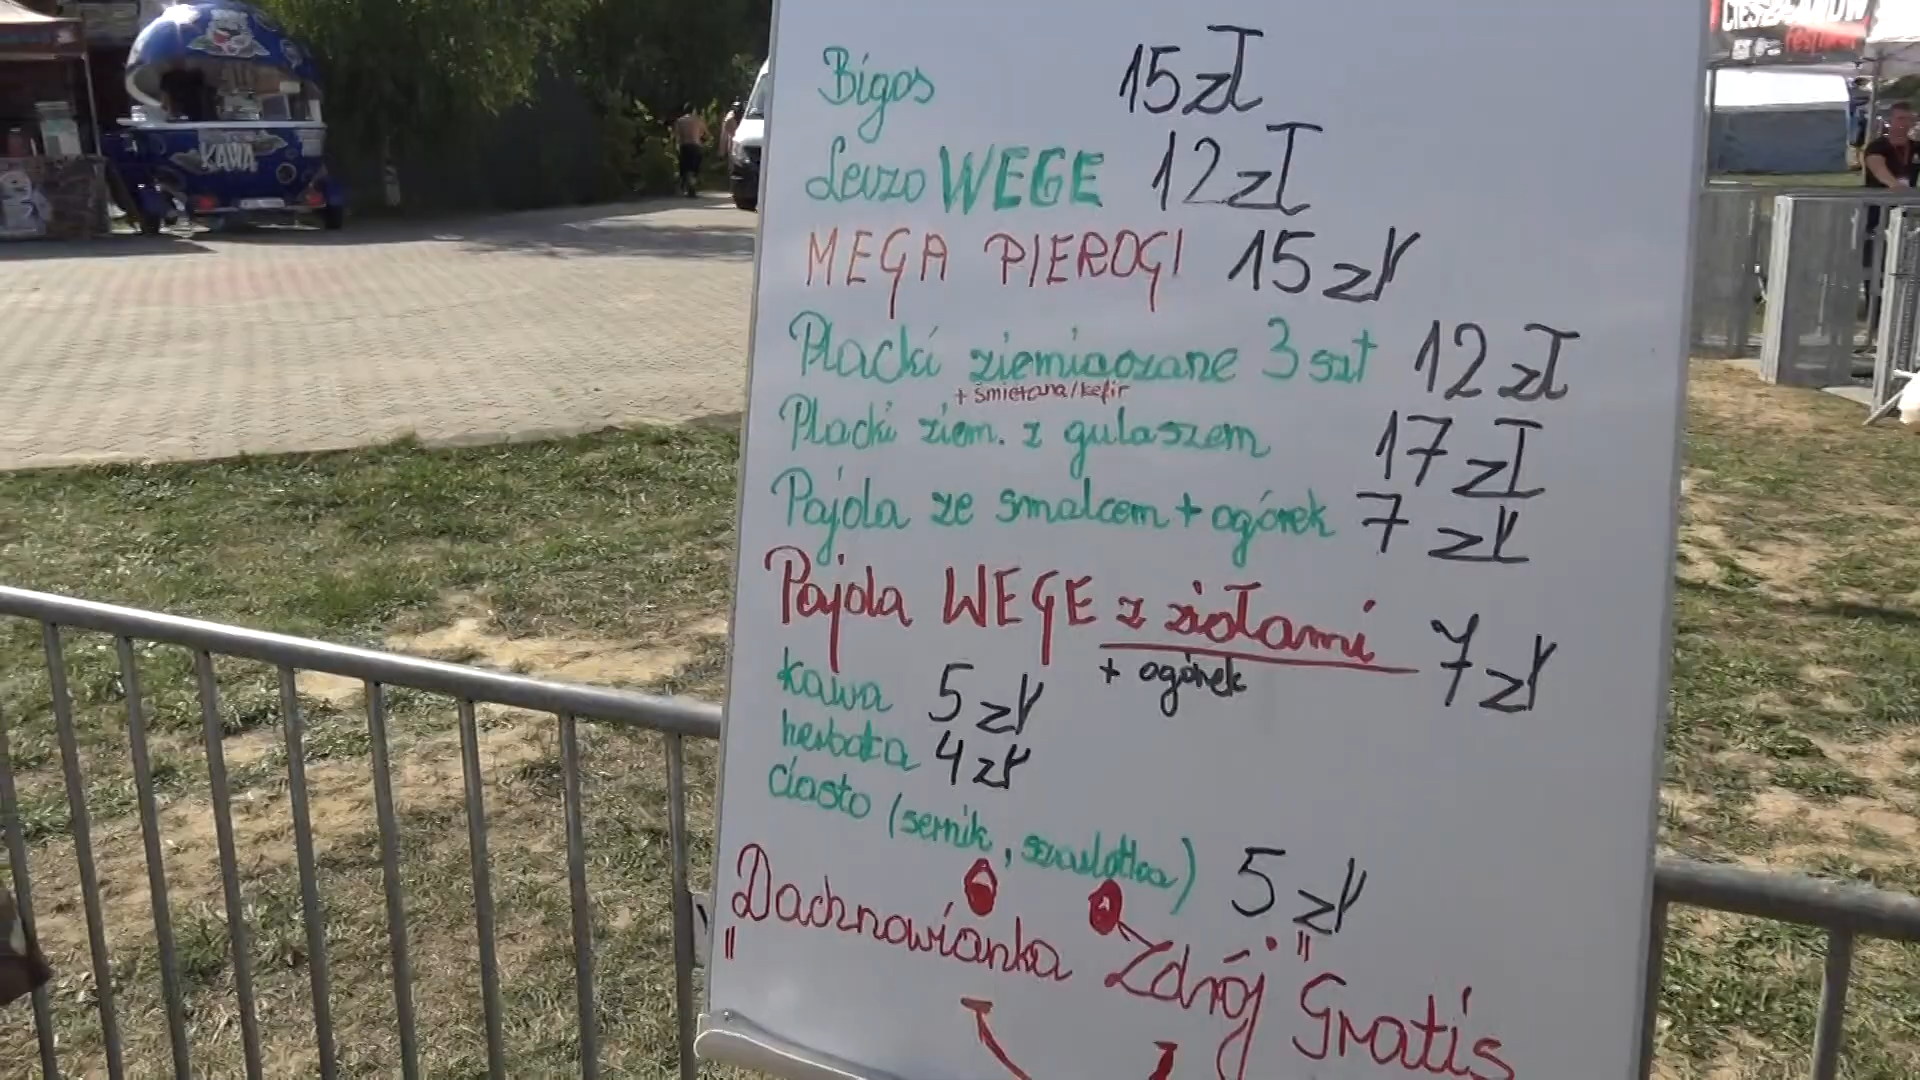 KAWA
Bigos 15 zł
Leczo WEGE 12 zł
MEGA PIEROGI 15 zł
Placki ziemiaczane 3 szt 12 zł
+ śmietana/kefir
Placki ziem. z gulaszem 17 zł
Pajda ze smalcem + ogórek 7 zł
Pajda WEGE z ziołami 7 zł
+ ogórek
kawa 5 zł
herbata 4 zł
ciasto (sernik, szarlotka) 5 zł
"Dachnowianka Zdrój" Gratis